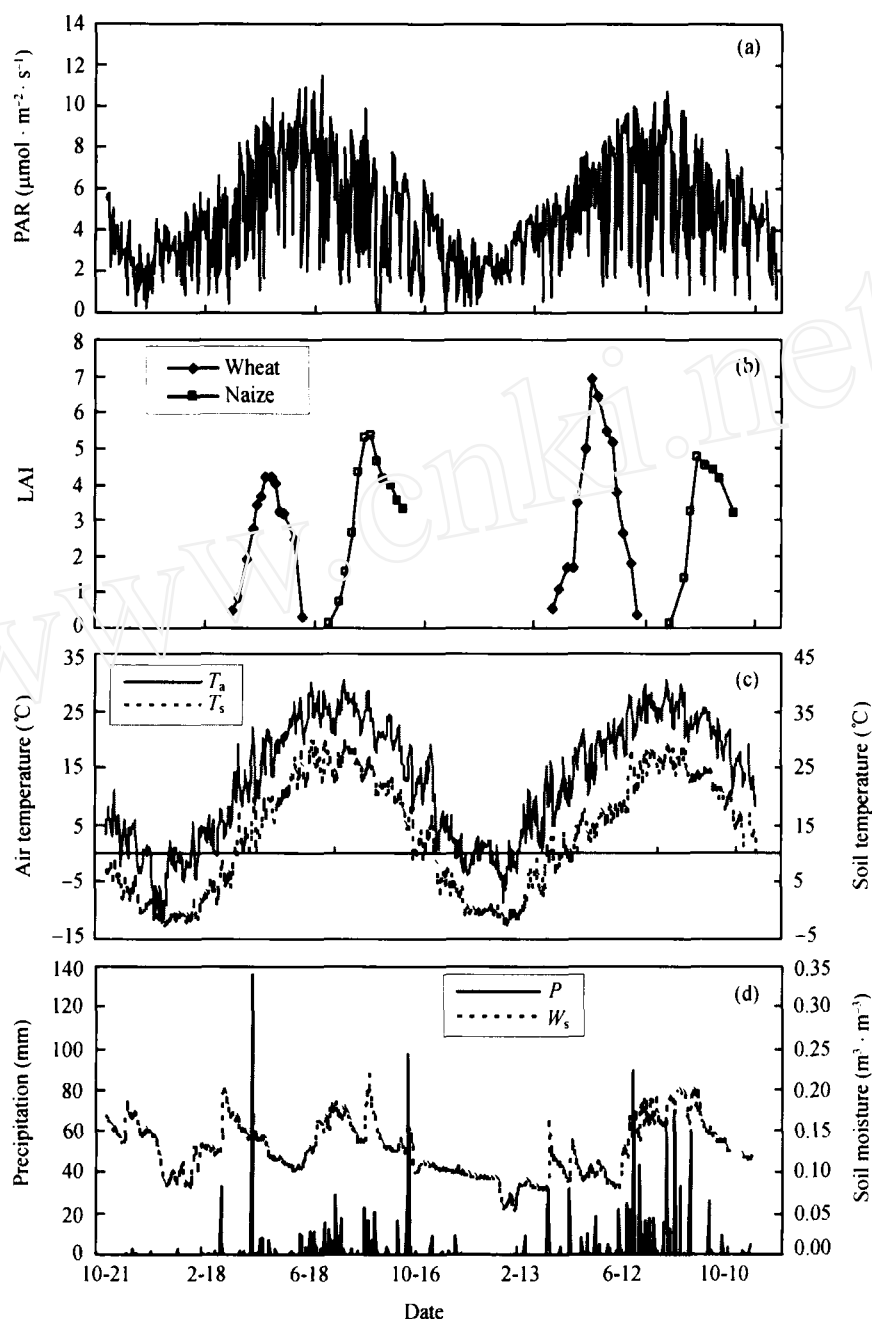 14
12
10
8
6
4
2
0
PAR (μmol · m⁻² · s⁻¹)
(a)
8
7
6
5
4
3
2
1
0
LAI
Wheat
Naize
(b)
35
25
15
5
−5
−15
Air temperature (℃)
Tₐ
Tₛ
(c)
45
35
25
15
5
−5
Soil temperature (℃)
140
120
100
80
60
40
20
0
Precipitation (mm)
P
Wₛ
(d)
0.35
0.30
0.25
0.20
0.15
0.10
0.05
0.00
Soil moisture (m³ · m⁻³)
10-21 2-18 6-18 10-16 2-13 6-12 10-10
Date
www.cnki.net